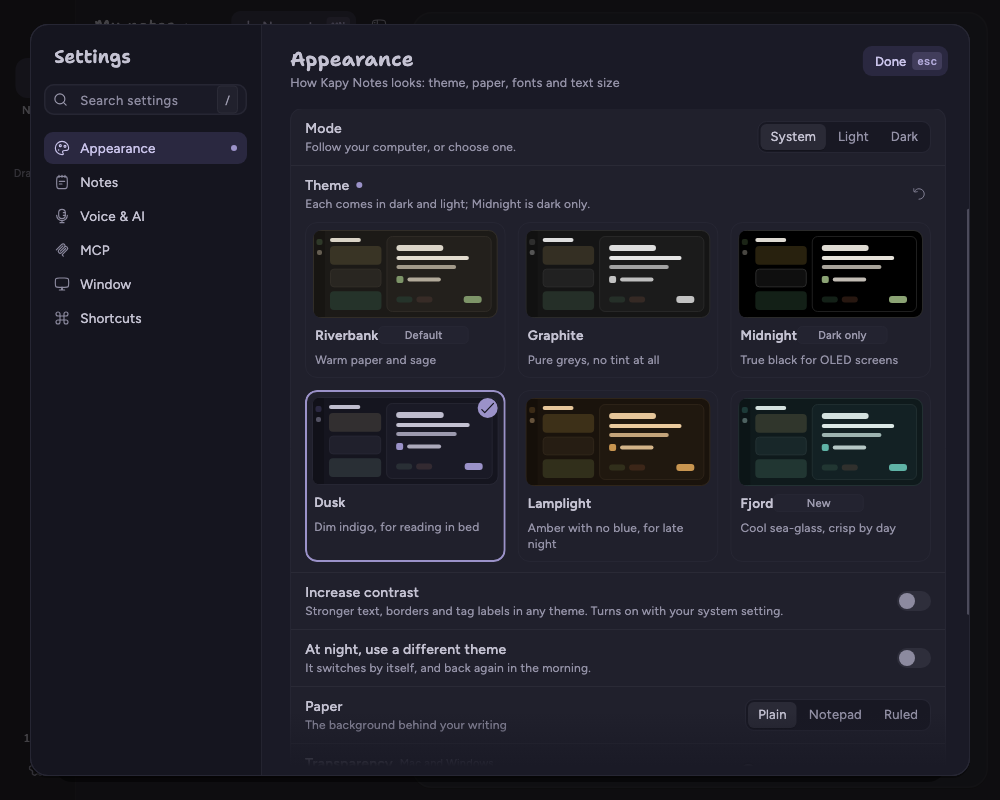 My notes
Settings
Search settings
/
Appearance
Notes
Voice & AI
MCP
Window
Shortcuts
Appearance
How Kapy Notes looks: theme, paper, fonts and text size
Done esc
Mode
Follow your computer, or choose one.
System Light Dark
Theme
Each comes in dark and light; Midnight is dark only.
Riverbank Default
Warm paper and sage
Graphite
Pure greys, no tint at all
Midnight Dark only
True black for OLED screens
Dusk
Dim indigo, for reading in bed
Lamplight
Amber with no blue, for late
night
Fjord New
Cool sea-glass, crisp by day
Increase contrast
Stronger text, borders and tag labels in any theme. Turns on with your system setting.
At night, use a different theme
It switches by itself, and back again in the morning.
Paper
The background behind your writing
Plain Notepad Ruled
Transparency Mac and Windows